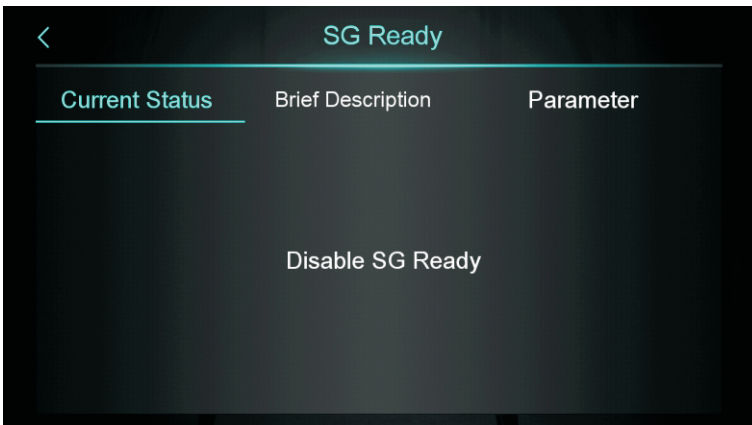 SG Ready
Current Status Brief Description Parameter
Disable SG Ready